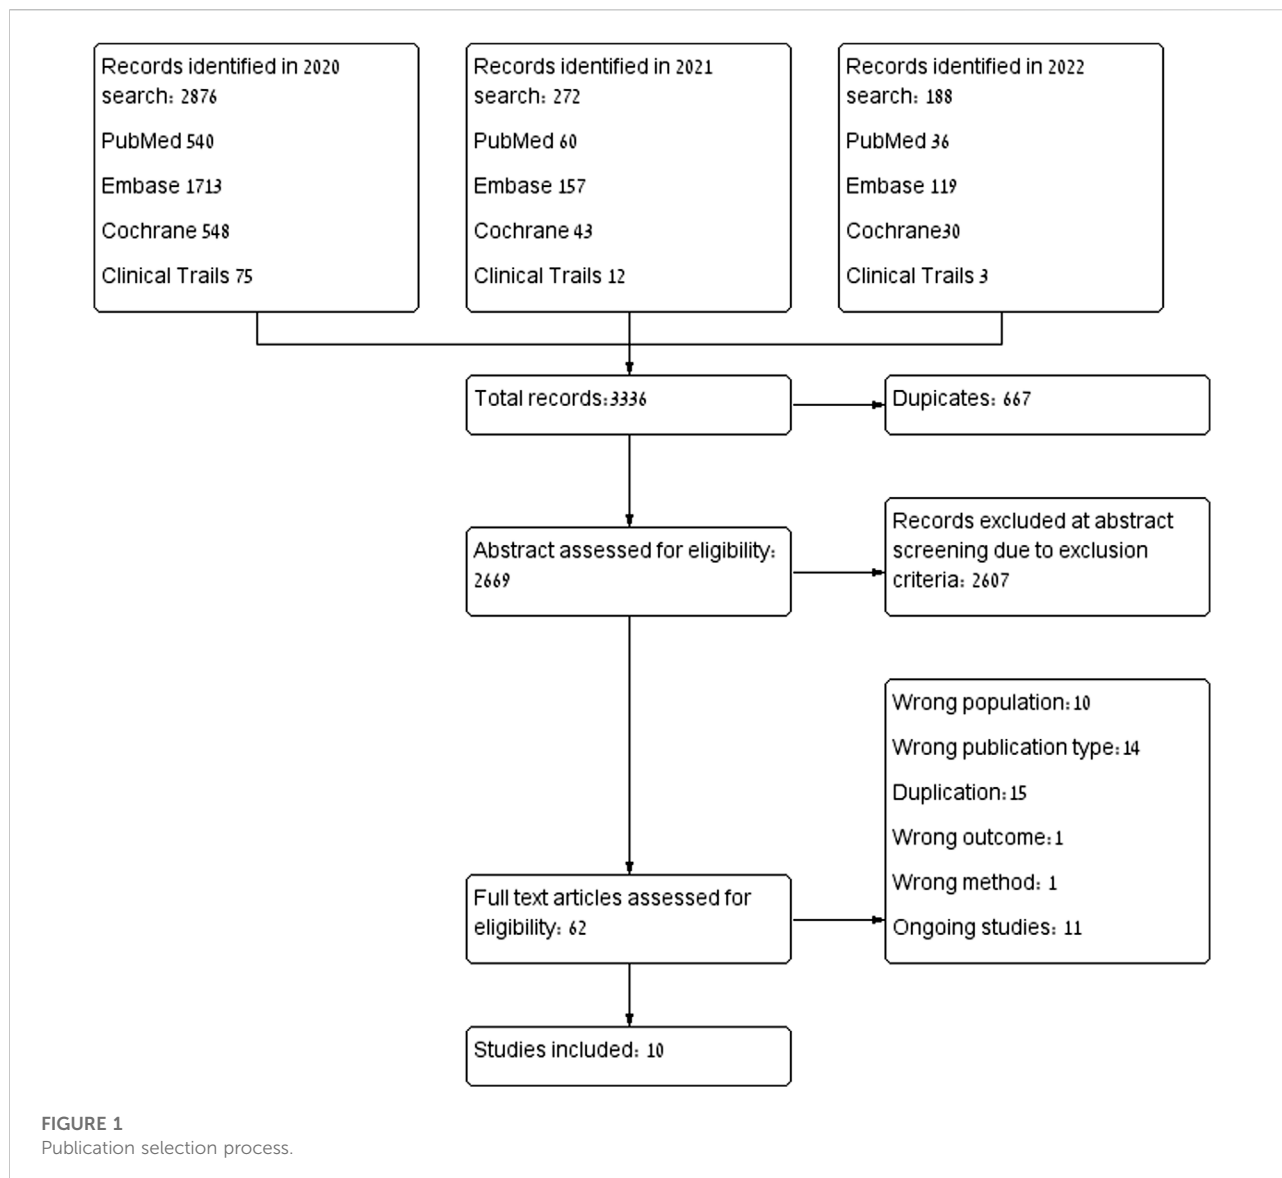 Records identified in 2020
search: 2876
PubMed 540
Embase 1713
Cochrane 548
Clinical Trails 75
Records identified in 2021
search: 272
PubMed 60
Embase 157
Cochrane 43
Clinical Trails 12
Records identified in 2022
search: 188
PubMed 36
Embase 119
Cochrane30
Clinical Trails 3
Total records:3336
Dupicates: 667
Abstract assessed for eligibility:
2669
Records excluded at abstract
screening due to exclusion
criteria: 2607
Wrong population:10
Wrong publication type:14
Duplication:15
Wrong outcome:1
Wrong method: 1
Ongoing studies: 11
Full text articles assessed for
eligibility: 62
Studies included: 10
FIGURE 1
Publication selection process.